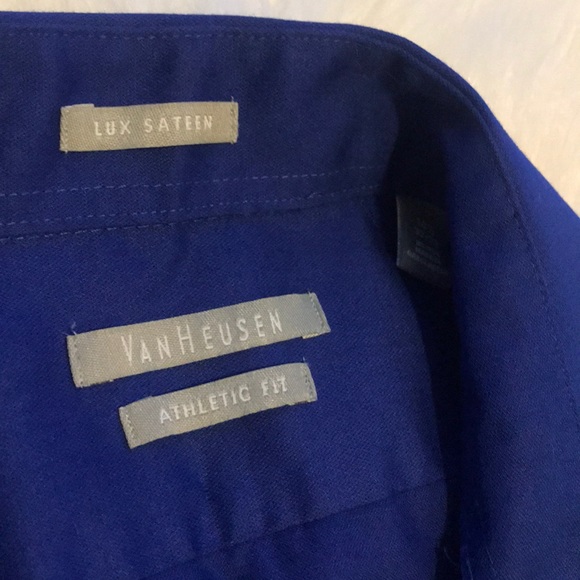 LUX SATEEN
VANHEUSEN
ATHLETIC FIT